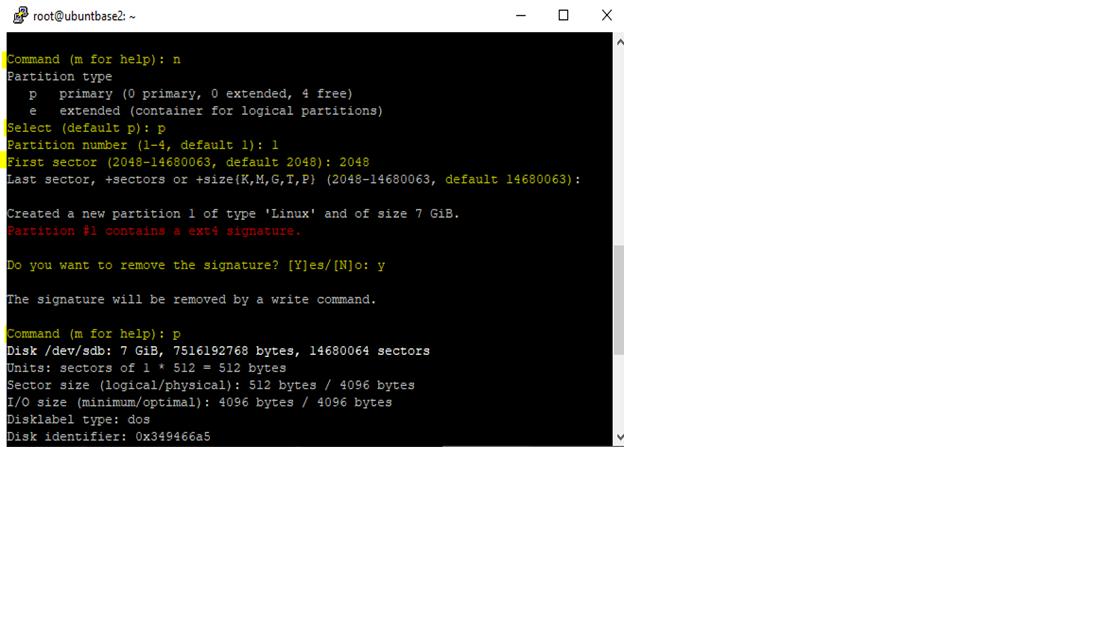 root@ubuntbase2: ~
Command (m for help): n
Partition type
   p   primary (0 primary, 0 extended, 4 free)
   e   extended (container for logical partitions)
Select (default p): p
Partition number (1-4, default 1): 1
First sector (2048-14680063, default 2048): 2048
Last sector, +sectors or +size{K,M,G,T,P} (2048-14680063, default 14680063):
Created a new partition 1 of type 'Linux' and of size 7 GiB.
Partition #1 contains a ext4 signature.
Do you want to remove the signature? [Y]es/[N]o: y
The signature will be removed by a write command.
Command (m for help): p
Disk /dev/sdb: 7 GiB, 7516192768 bytes, 14680064 sectors
Units: sectors of 1 * 512 = 512 bytes
Sector size (logical/physical): 512 bytes / 4096 bytes
I/O size (minimum/optimal): 4096 bytes / 4096 bytes
Disklabel type: dos
Disk identifier: 0x349466a5